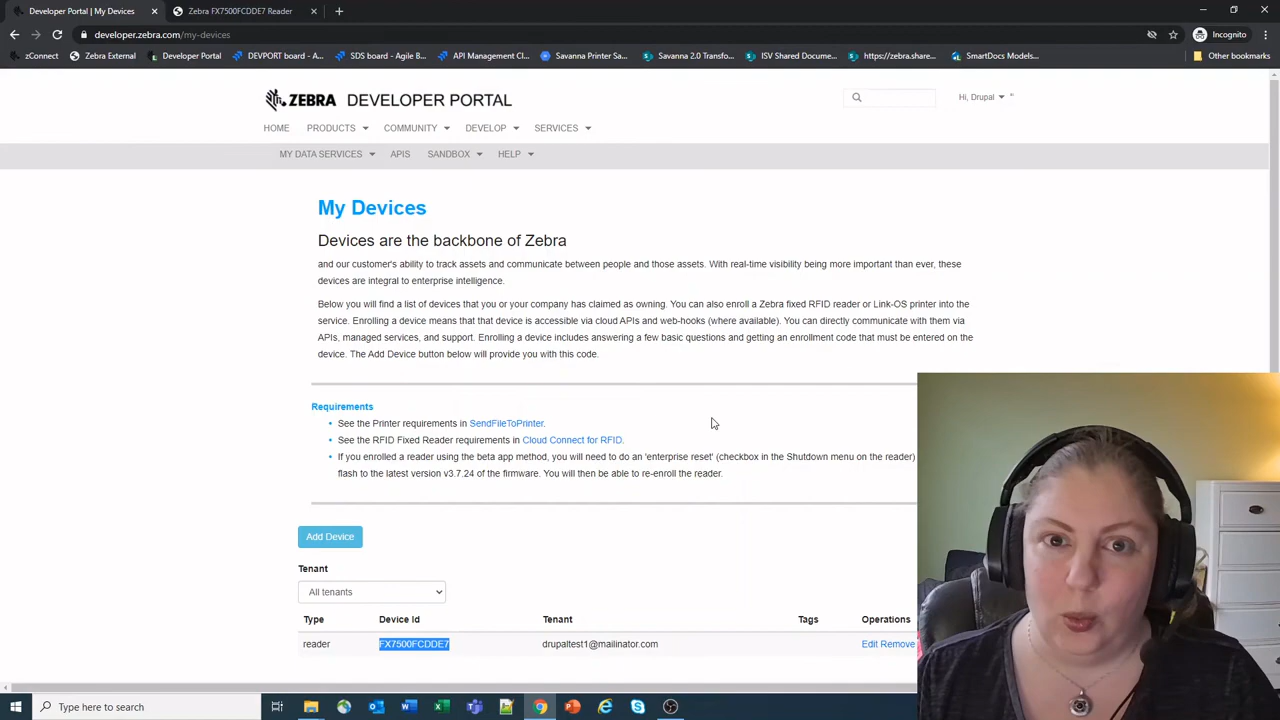 Developer Portal | My Devices
Zebra FX7500FCDDE7 Reader
developer.zebra.com/my-devices
Incognito
zConnect
Zebra External
Developer Portal
DEVPORT board - A...
SDS board - Agile B...
API Management Cl...
Savanna Printer Sa...
Savanna 2.0 Transfo...
ISV Shared Docume...
https://zebra.share...
SmartDocs Models...
Other bookmarks
ZEBRA DEVELOPER PORTAL
Hi, Drupal
HOME PRODUCTS COMMUNITY DEVELOP SERVICES
MY DATA SERVICES APIS SANDBOX HELP
My Devices
Devices are the backbone of Zebra
and our customer's ability to track assets and communicate between people and those assets. With real-time visibility being more important than ever, these
devices are integral to enterprise intelligence.
Below you will find a list of devices that you or your company has claimed as owning. You can also enroll a Zebra fixed RFID reader or Link-OS printer into the
service. Enrolling a device means that that device is accessible via cloud APIs and web-hooks (where available). You can directly communicate with them via
APIs, managed services, and support. Enrolling a device includes answering a few basic questions and getting an enrollment code that must be entered on the
device. The Add Device button below will provide you with this code.
Requirements
• See the Printer requirements in SendFileToPrinter.
• See the RFID Fixed Reader requirements in Cloud Connect for RFID.
• If you enrolled a reader using the beta app method, you will need to do an 'enterprise reset' (checkbox in the Shutdown menu on the reader)
flash to the latest version v3.7.24 of the firmware. You will then be able to re-enroll the reader.
Add Device
Tenant
All tenants
Type Device Id Tenant Tags Operations
reader FX7500FCDDE7 drupaltest1@mailinator.com Edit Remove
Type here to search